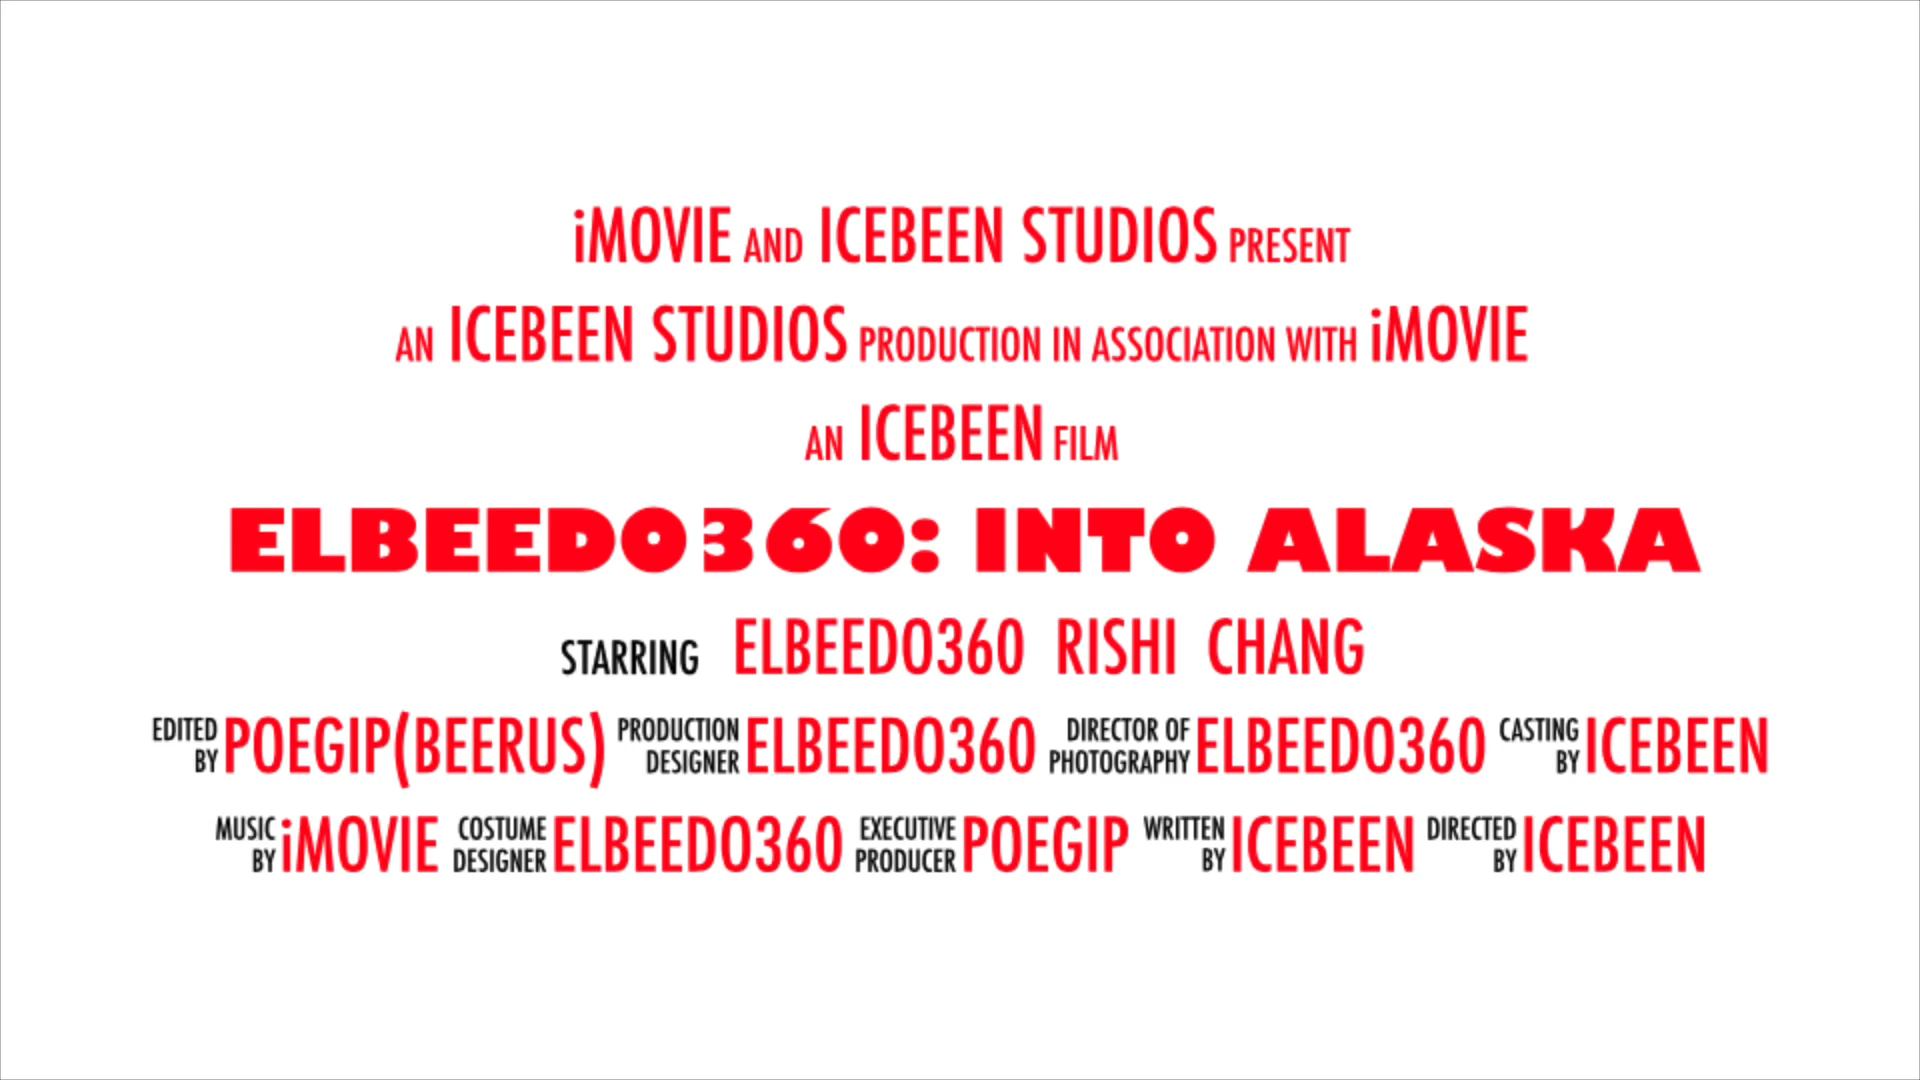 iMOVIE AND ICEBEEN STUDIOS PRESENT
AN ICEBEEN STUDIOS PRODUCTION IN ASSOCIATION WITH iMOVIE
AN ICEBEEN FILM
ELBEEDO360: INTO ALASKA
STARRING ELBEEDO360 RISHI CHANG
EDITED BY POEGIP(BEERUS) PRODUCTION DESIGNER ELBEEDO360 DIRECTOR OF PHOTOGRAPHY ELBEEDO360 CASTING BY ICEBEEN
MUSIC BY iMOVIE COSTUME DESIGNER ELBEEDO360 EXECUTIVE PRODUCER POEGIP WRITTEN BY ICEBEEN DIRECTED BY ICEBEEN